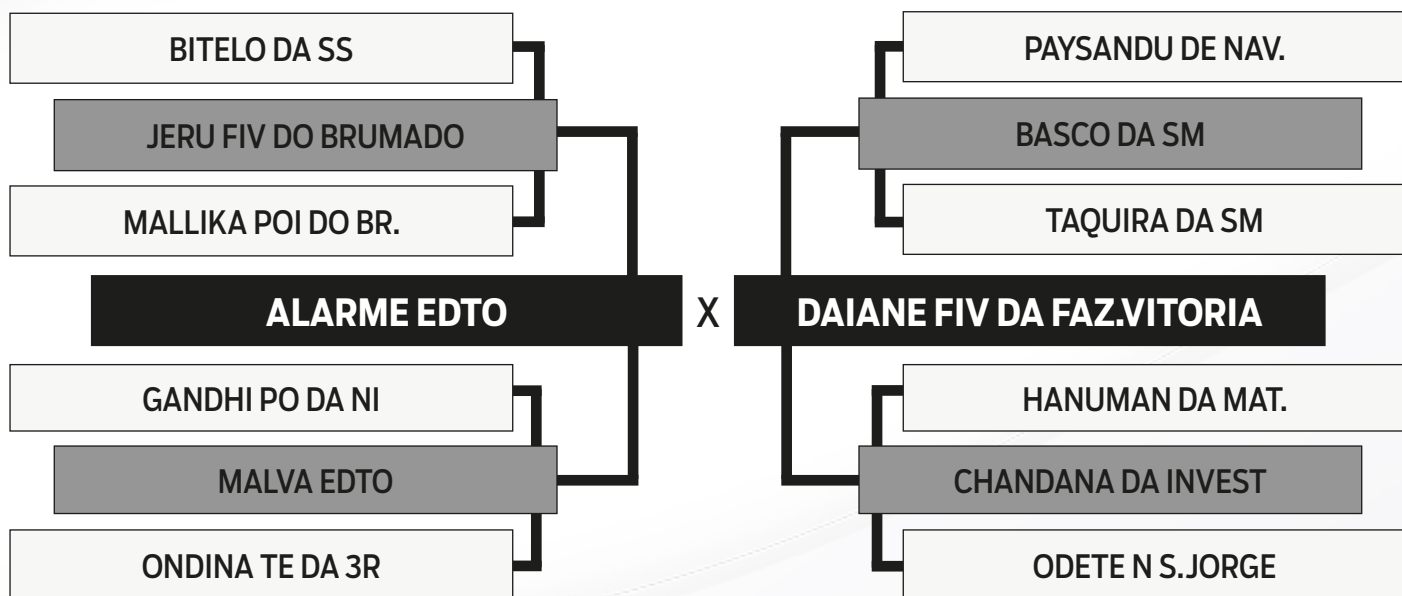 BITELO DA SS
JERU FIV DO BRUMADO
MALLIKA POI DO BR.
ALARME EDTO
GANDHI PO DA NI
MALVA EDTO
ONDINA TE DA 3R
X
PAYSANDU DE NAV.
BASCO DA SM
TAQUIRA DA SM
DAIANE FIV DA FAZ.VITORIA
HANUMAN DA MAT.
CHANDANA DA INVEST
ODETE N S.JORGE